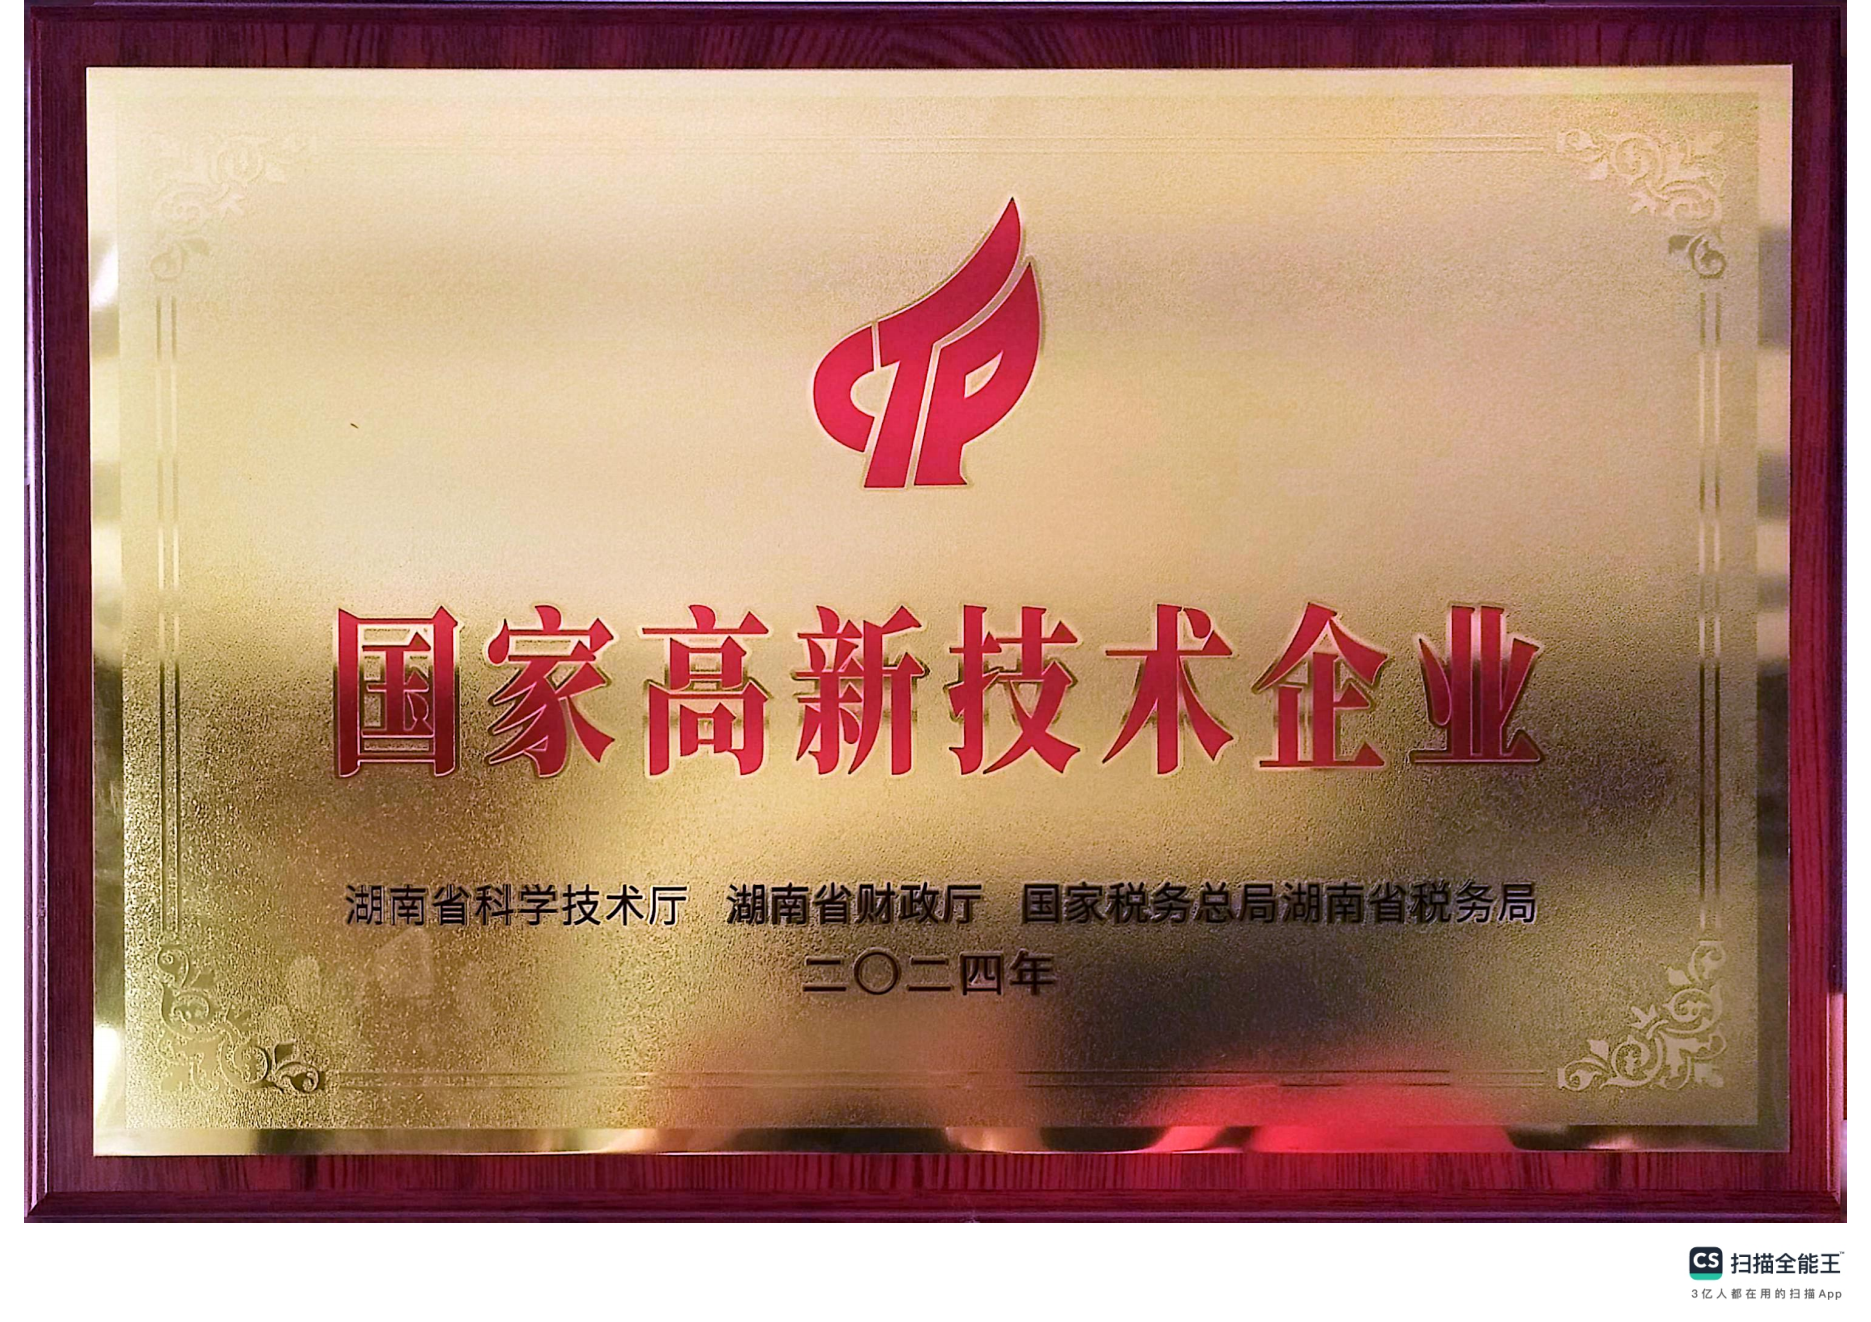 CTP
国家高新技术企业
湖南省科学技术厅 湖南省财政厅 国家税务总局湖南省税务局
二〇二四年
CS 扫描全能王
3亿人都在用的扫描App